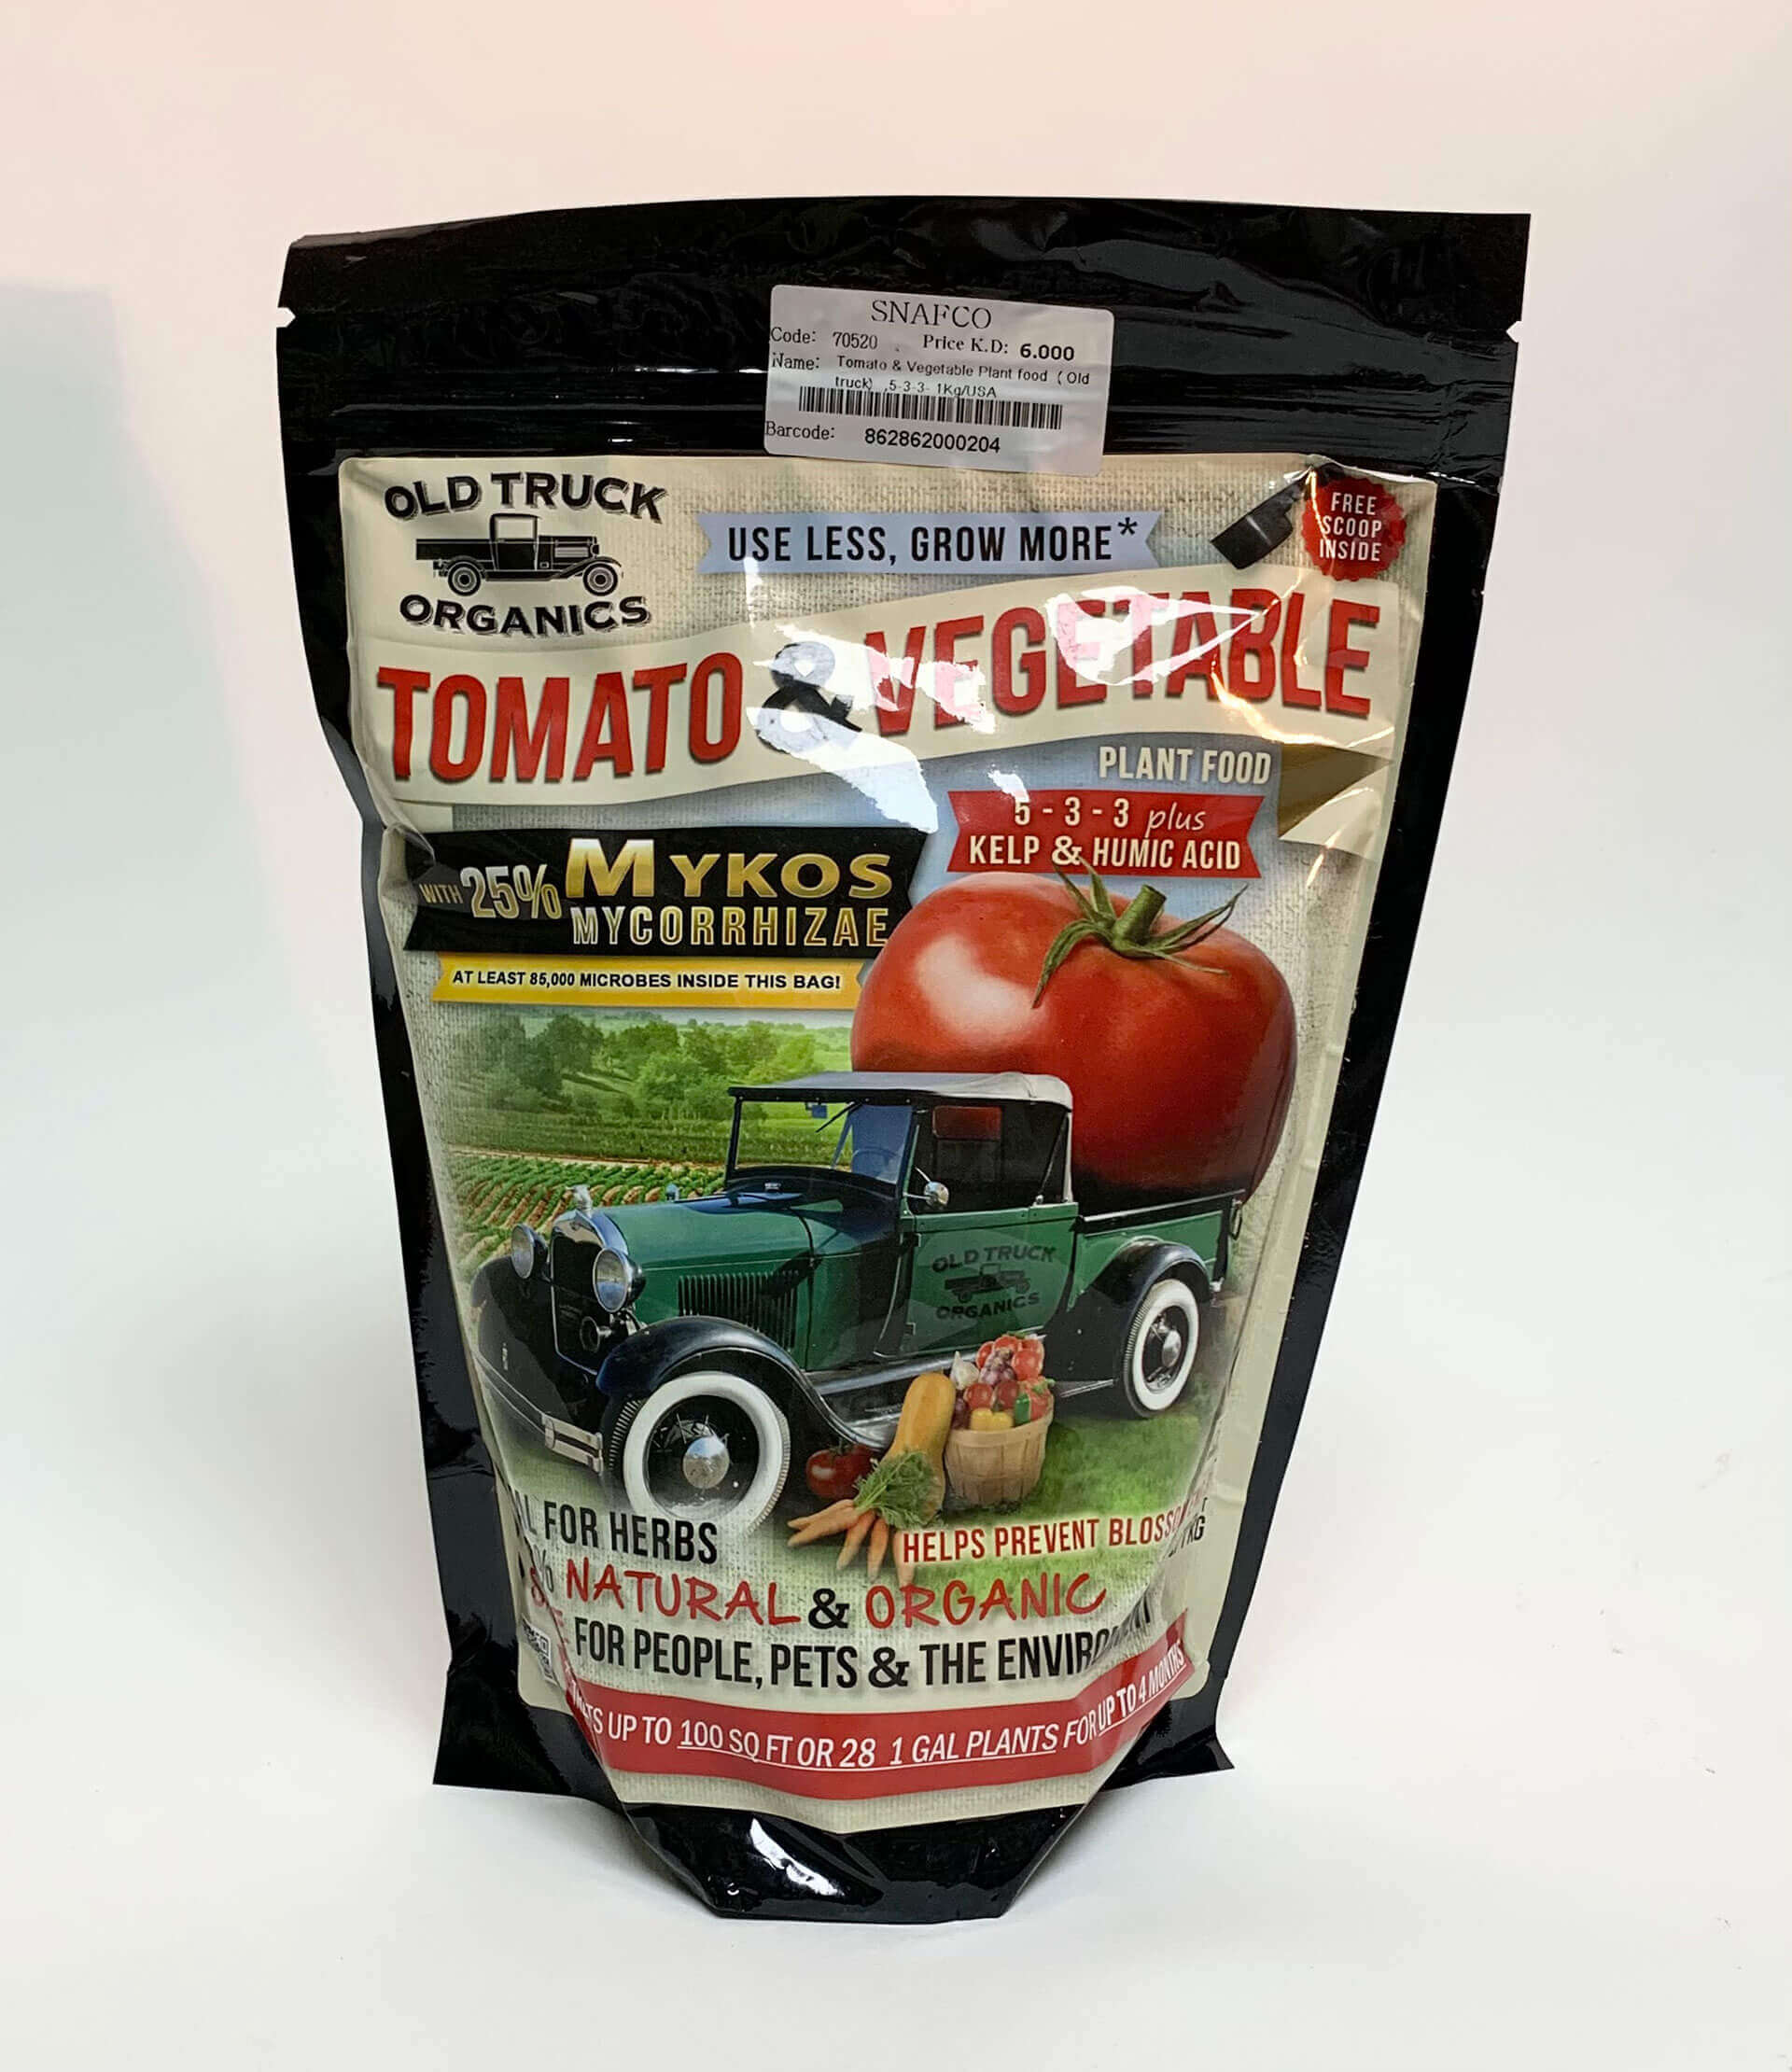 SNAFCO
Code: 70520 Price K.D: 6.000
Name: Tomato & Vegetable Plant food ( Old
truck) ,5-3-3- 1Kg/USA
Barcode: 862862000204
OLD TRUCK
ORGANICS
USE LESS, GROW MORE*
FREE
SCOOP
INSIDE
TOMATO & VEGETABLE
PLANT FOOD
5 - 3 - 3 plus
KELP & HUMIC ACID
WITH 25% MYKOS
MYCORRHIZAE
AT LEAST 85,000 MICROBES INSIDE THIS BAG!
OLD TRUCK
ORGANICS
FOR HERBS
HELPS PREVENT
NATURAL & ORGANIC
FOR PEOPLE, PETS & THE
UP TO 100 SQ FT OR 28 1 GAL PLANTS FOR UP TO 4 MONTHS